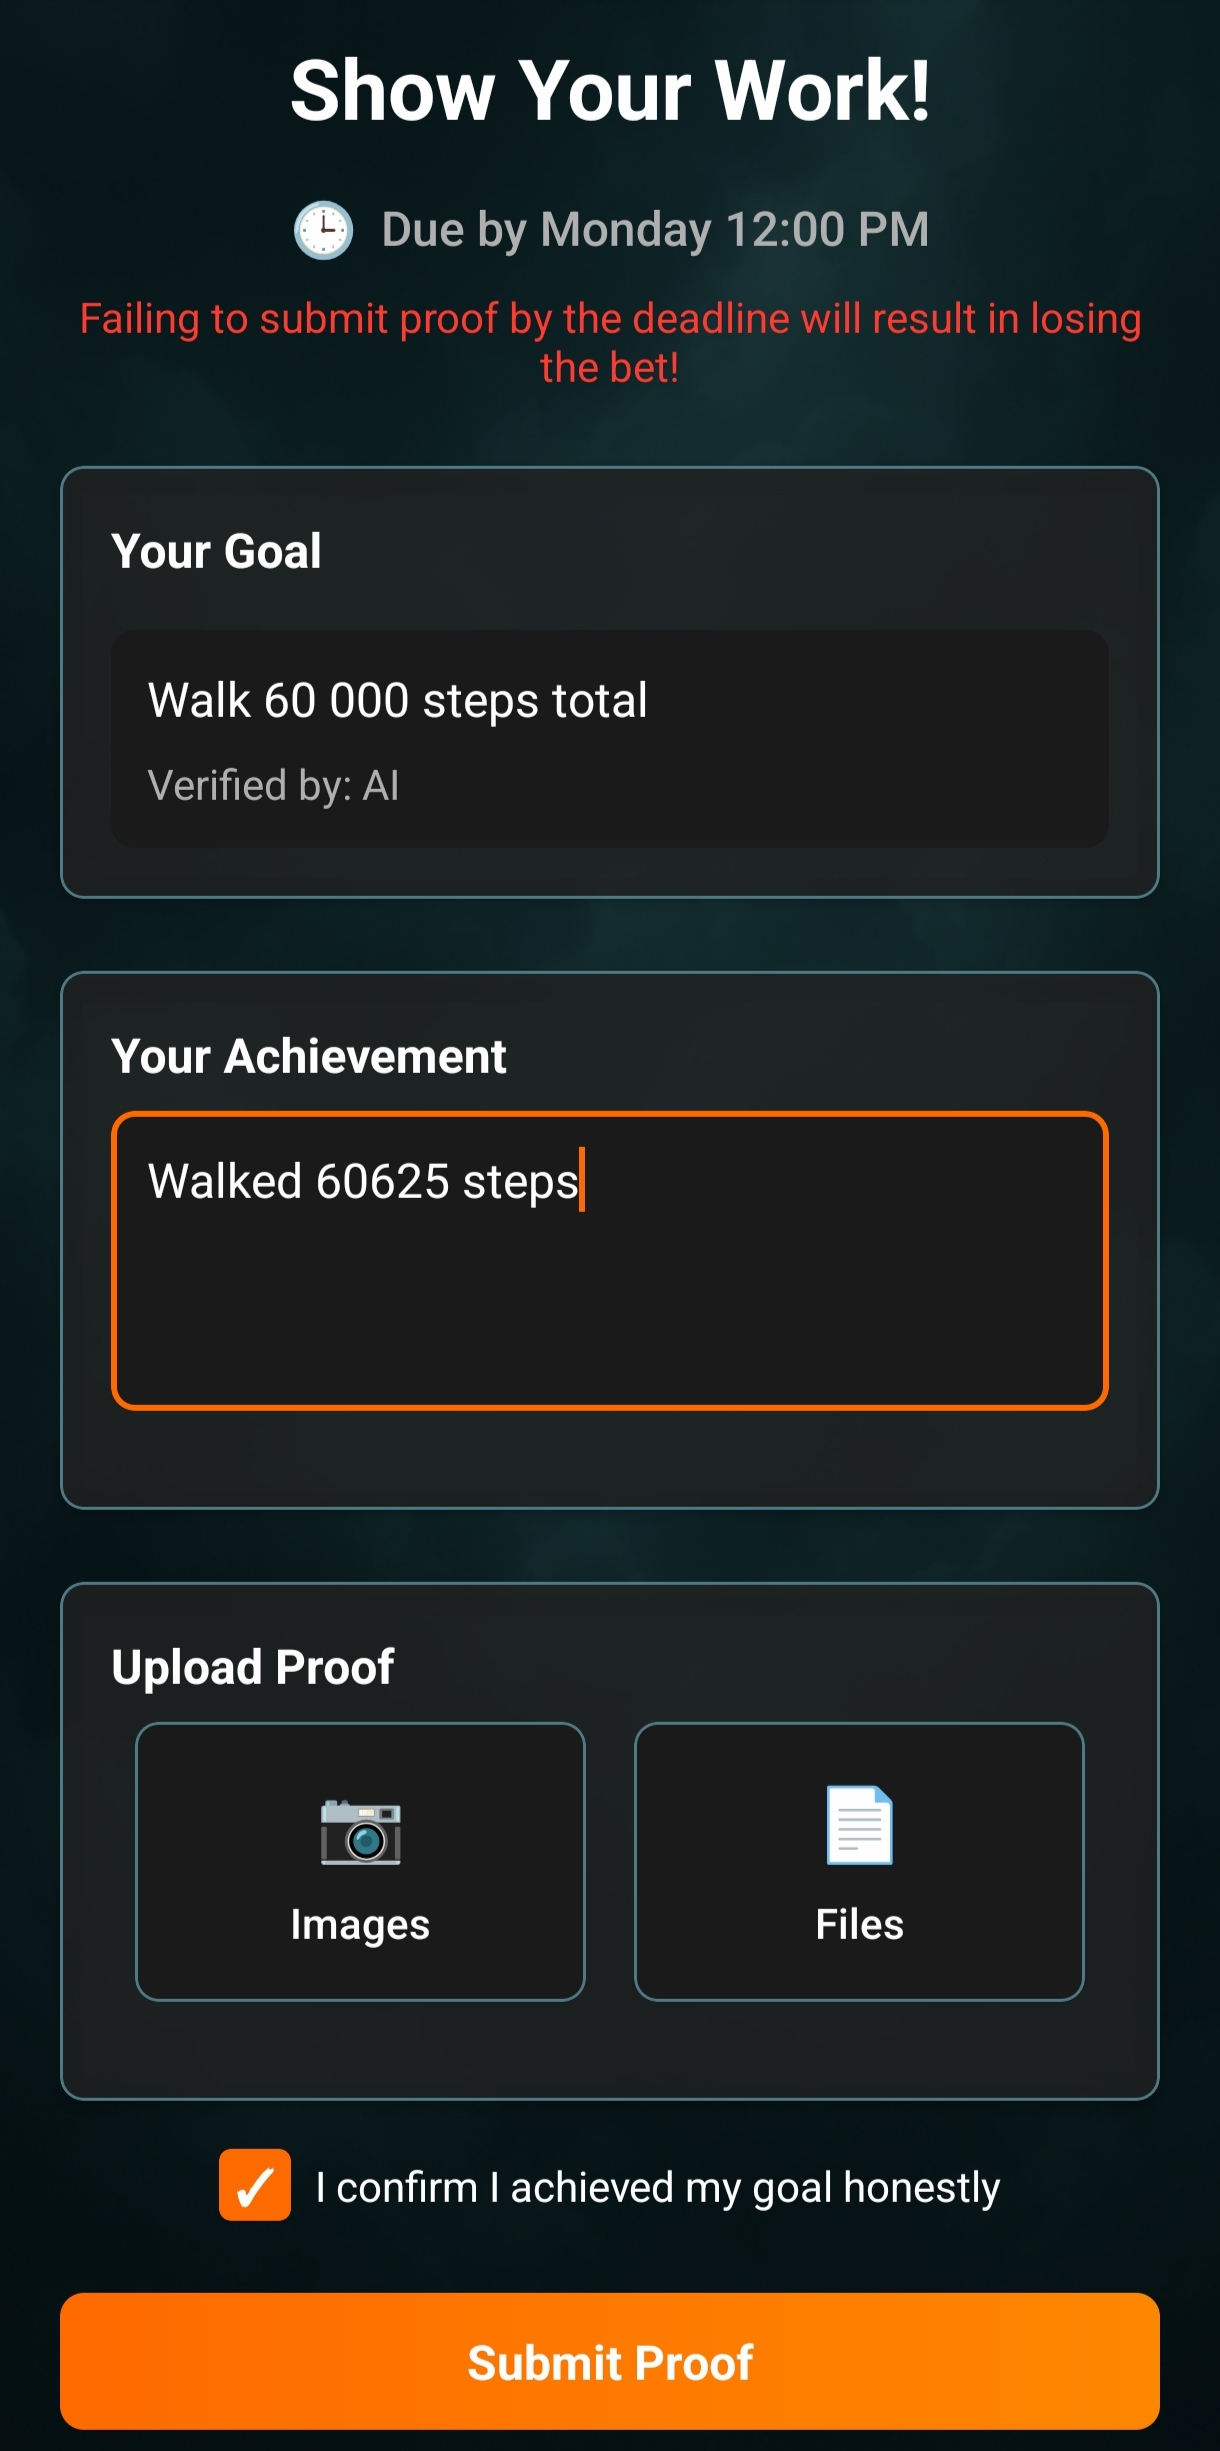 Show Your Work!
Due by Monday 12:00 PM
Failing to submit proof by the deadline will result in losing
the bet!
Your Goal
Walk 60 000 steps total
Verified by: AI
Your Achievement
Walked 60625 steps
Upload Proof
Images
Files
I confirm I achieved my goal honestly
Submit Proof